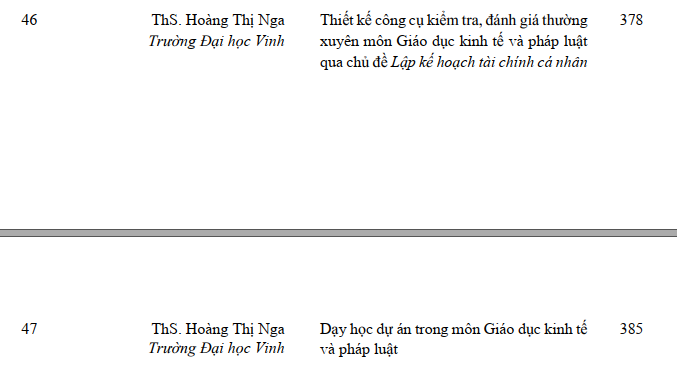 46 ThS. Hoàng Thị Nga Thiết kế công cụ kiểm tra, đánh giá thường 378
Trường Đại học Vinh xuyên môn Giáo dục kinh tế và pháp luật
qua chủ đề Lập kế hoạch tài chính cá nhân
47 ThS. Hoàng Thị Nga Dạy học dự án trong môn Giáo dục kinh tế 385
Trường Đại học Vinh và pháp luật